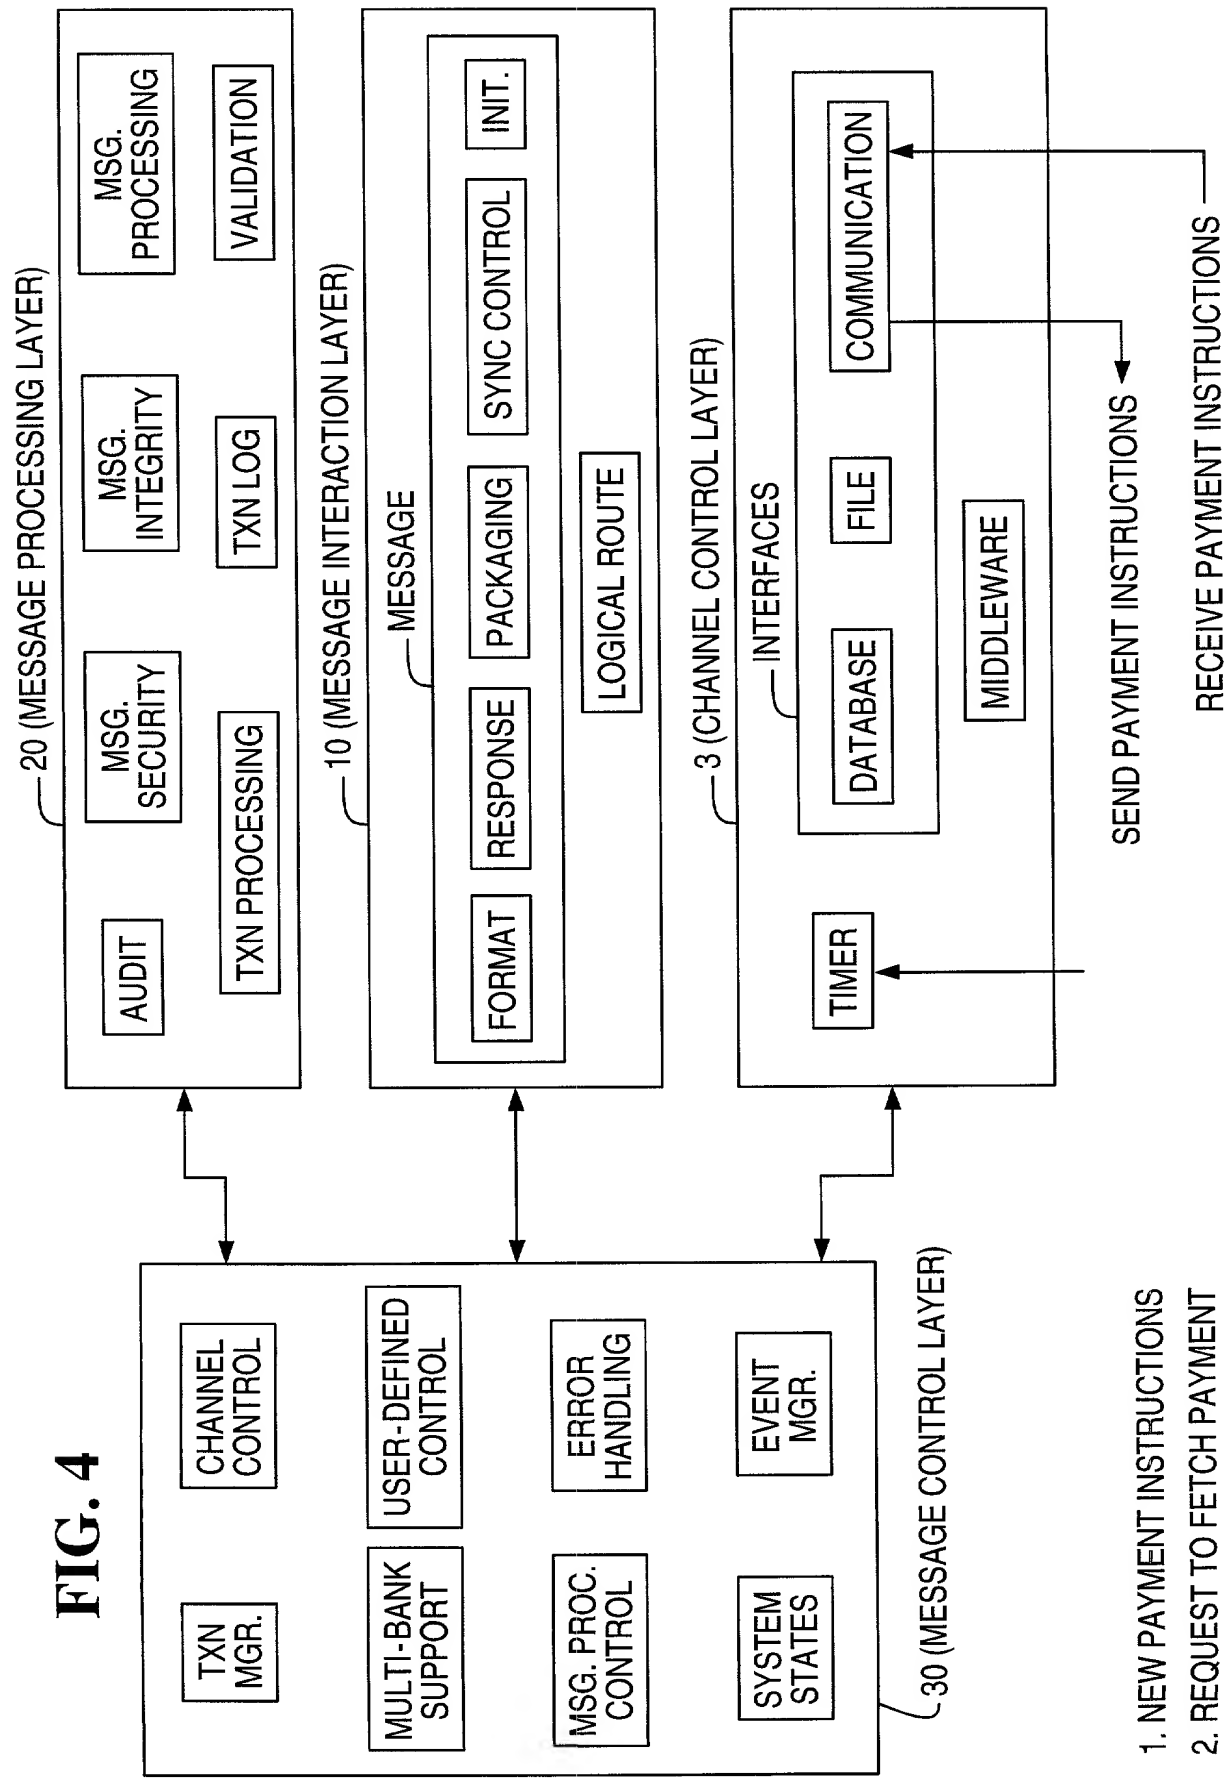 FIG. 4
TXN
MGR.
CHANNEL
CONTROL
MULTI-BANK
SUPPORT
USER-DEFINED
CONTROL
MSG. PROC.
CONTROL
ERROR
HANDLING
SYSTEM
STATES
EVENT
MGR.
30 (MESSAGE CONTROL LAYER)
1. NEW PAYMENT INSTRUCTIONS
2. REQUEST TO FETCH PAYMENT
20 (MESSAGE PROCESSING LAYER)
AUDIT
MSG.
SECURITY
MSG.
INTEGRITY
MSG.
PROCESSING
TXN PROCESSING
TXN LOG
VALIDATION
10 (MESSAGE INTERACTION LAYER)
MESSAGE
FORMAT
RESPONSE
PACKAGING
SYNC CONTROL
INIT.
LOGICAL ROUTE
3 (CHANNEL CONTROL LAYER)
INTERFACES
TIMER
DATABASE
FILE
COMMUNICATION
MIDDLEWARE
SEND PAYMENT INSTRUCTIONS
RECEIVE PAYMENT INSTRUCTIONS